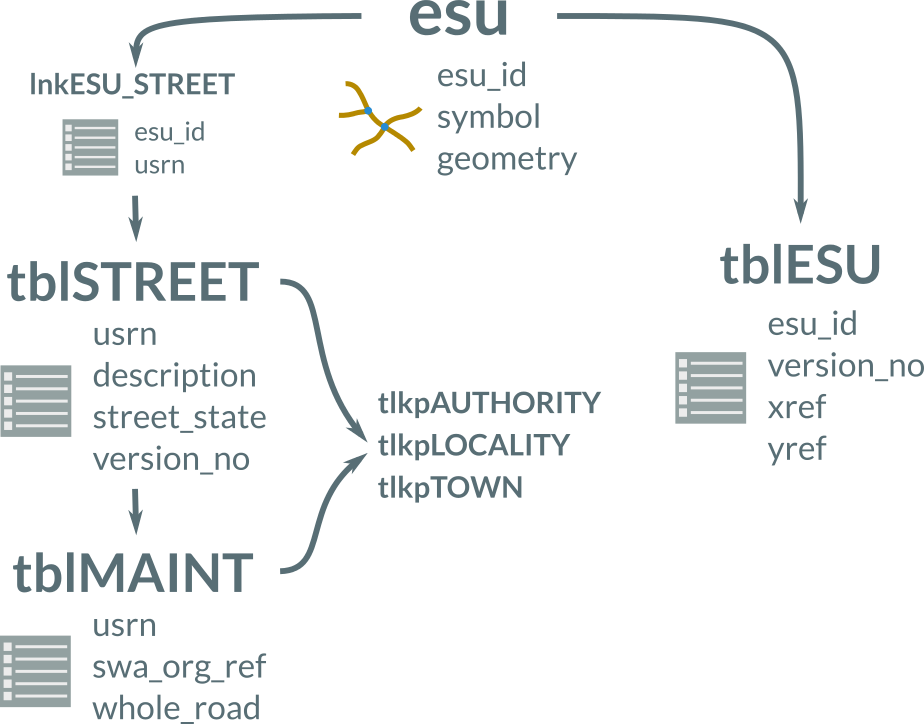 esu
esu_id
symbol
geometry
lnkESU_STREET
esu_id
usrn
tblSTREET
usrn
description
street_state
version_no
tblMAINT
usrn
swa_org_ref
whole_road
tlkpAUTHORITY
tlkpLOCALITY
tlkpTOWN
tblESU
esu_id
version_no
xref
yref